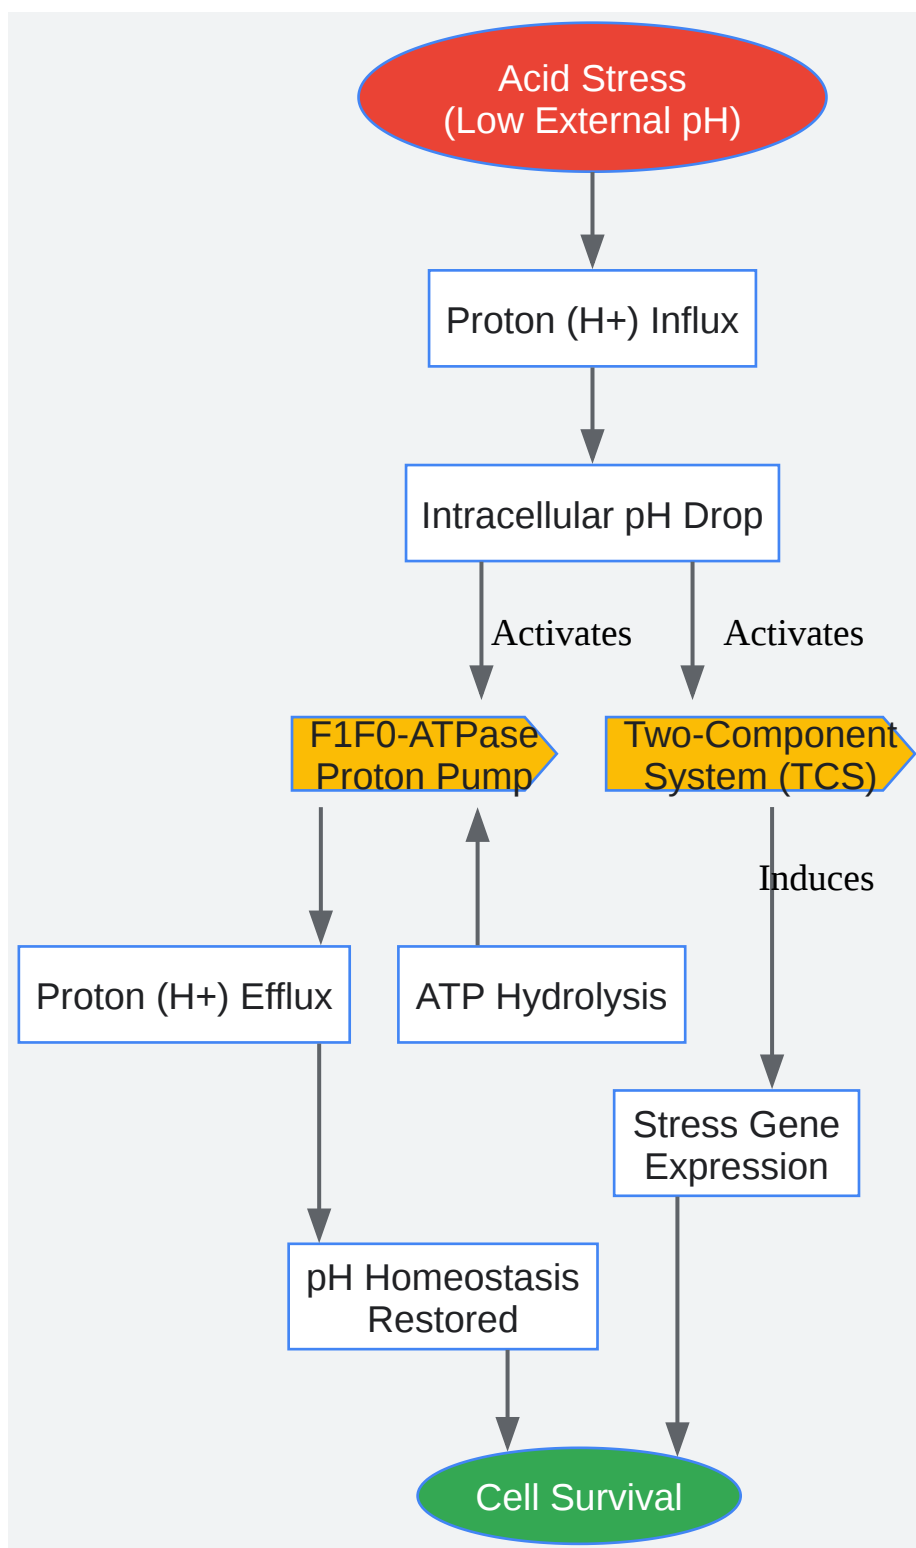 Acid Stress
(Low External pH)
Proton (H+) Influx
Intracellular pH Drop
Activates
Activates
F1F0-ATPase
Proton Pump
Two-Component
System (TCS)
Induces
Proton (H+) Efflux
ATP Hydrolysis
Stress Gene
Expression
pH Homeostasis
Restored
Cell Survival